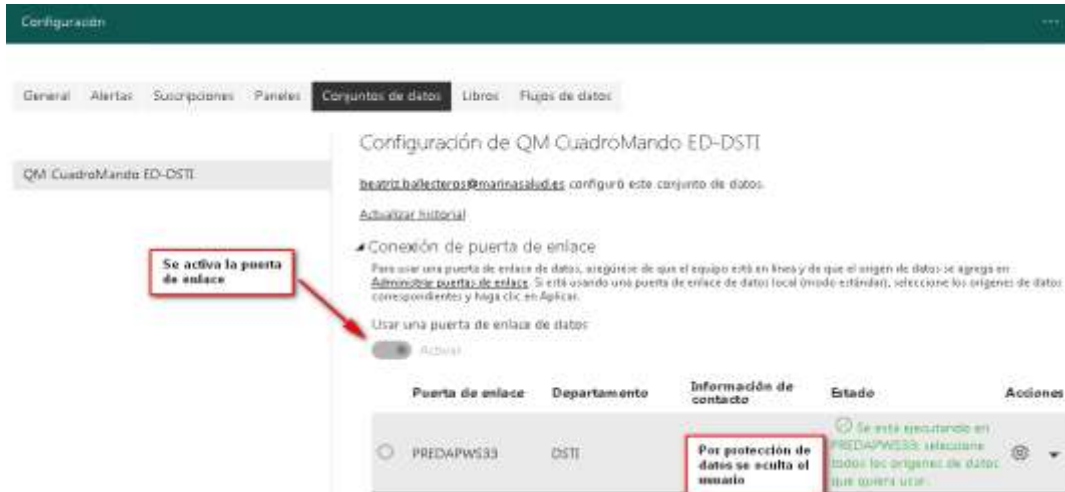 Configuración
General Alertas Suscripciones Paneles Conjuntos de datos Libros Flujos de datos
QM CuadroMando ED-DSTI
Configuración de QM CuadroMando ED-DSTI
beatriz.ballesteros@marinasalud.es configuró este conjunto de datos.
Actualizar historial
Conexión de puerta de enlace
Para usar una puerta de enlace de datos, asegúrese de que el equipo está en línea y de que el origen de datos se agrega en
Administrar puertas de enlace. Si está usando una puerta de enlace de datos local (modo estándar), seleccione los orígenes de datos
correspondientes y haga clic en Aplicar.
Se activa la puerta
de enlace
Usar una puerta de enlace de datos
Activar
Puerta de enlace Departamento Información de contacto Estado Acciones
PREDAPWS33 DSTI
Por protección de
datos se oculta el
usuario
Se está ejecutando en
PREDAPWS33; seleccione
todos los orígenes de datos
que quiera usar.